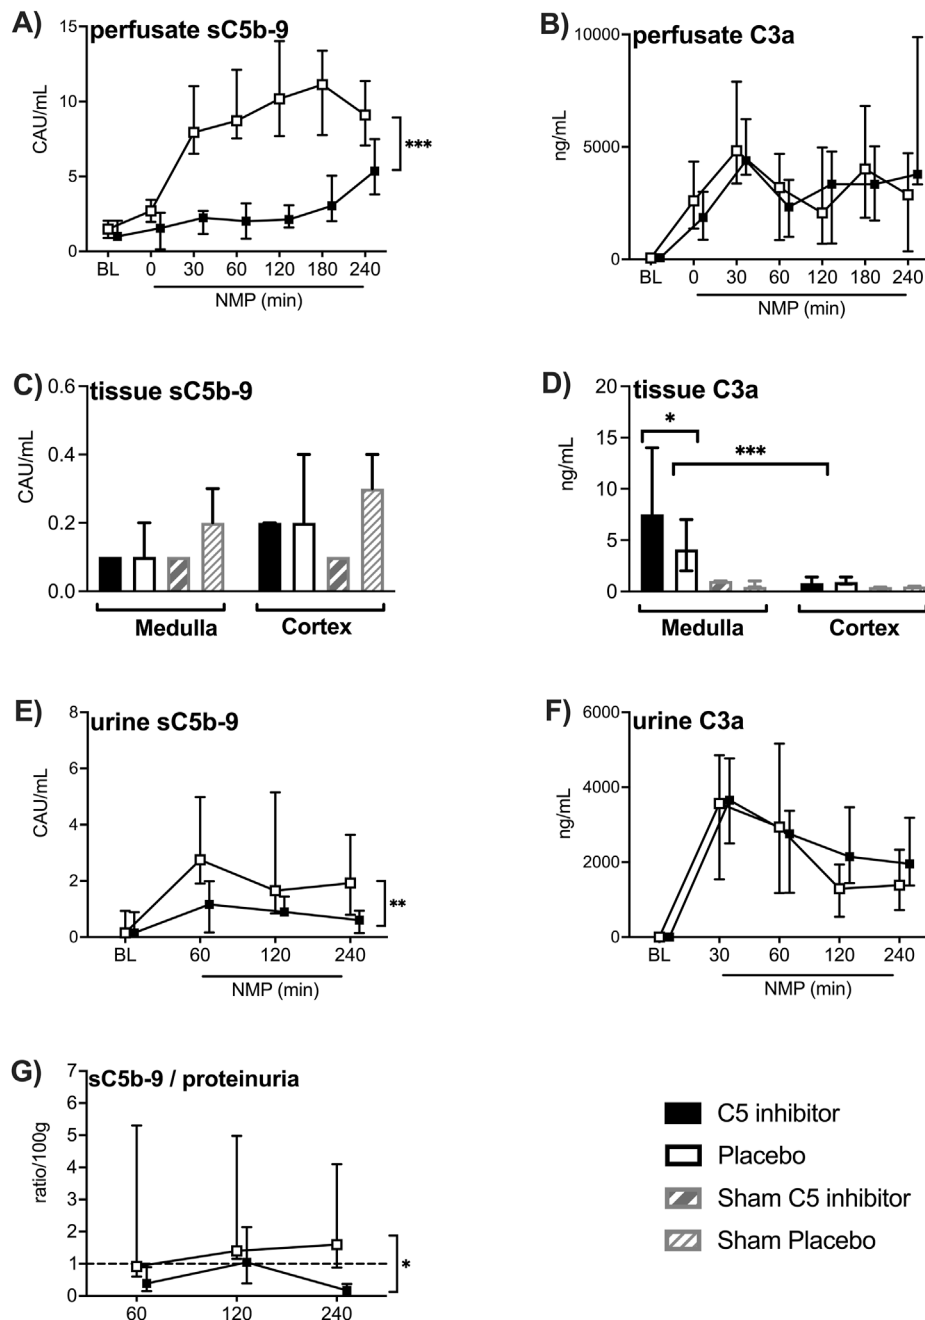 A)
perfusate sC5b-9
15
10
5
0
CAU/mL
***
BL 0 30 60 120 180 240
NMP (min)
B)
perfusate C3a
10000
5000
0
ng/mL
BL 0 30 60 120 180 240
NMP (min)
C)
tissue sC5b-9
0.6
0.4
0.2
0.0
CAU/mL
Medulla Cortex
D)
tissue C3a
20
15
10
5
0
ng/mL
*
***
Medulla Cortex
E)
urine sC5b-9
8
6
4
2
0
CAU/mL
**
BL 60 120 240
NMP (min)
F)
urine C3a
6000
4000
2000
0
ng/mL
BL 30 60 120 240
NMP (min)
G)
sC5b-9 / proteinuria
7
6
5
4
3
2
1
0
ratio/100g
*
60 120 240
C5 inhibitor
Placebo
Sham C5 inhibitor
Sham Placebo